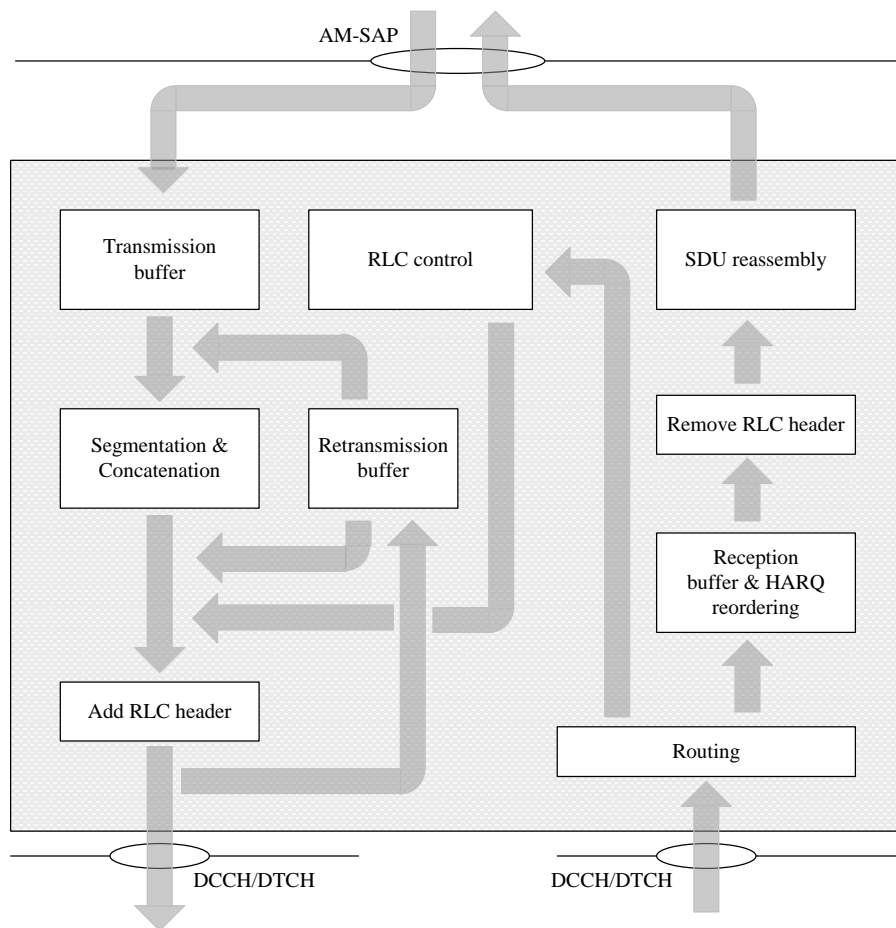 AM-SAP
Transmission
buffer
RLC control
SDU reassembly
Segmentation &
Concatenation
Retransmission
buffer
Remove RLC header
Reception
buffer & HARQ
reordering
Add RLC header
Routing
DCCH/DTCH
DCCH/DTCH